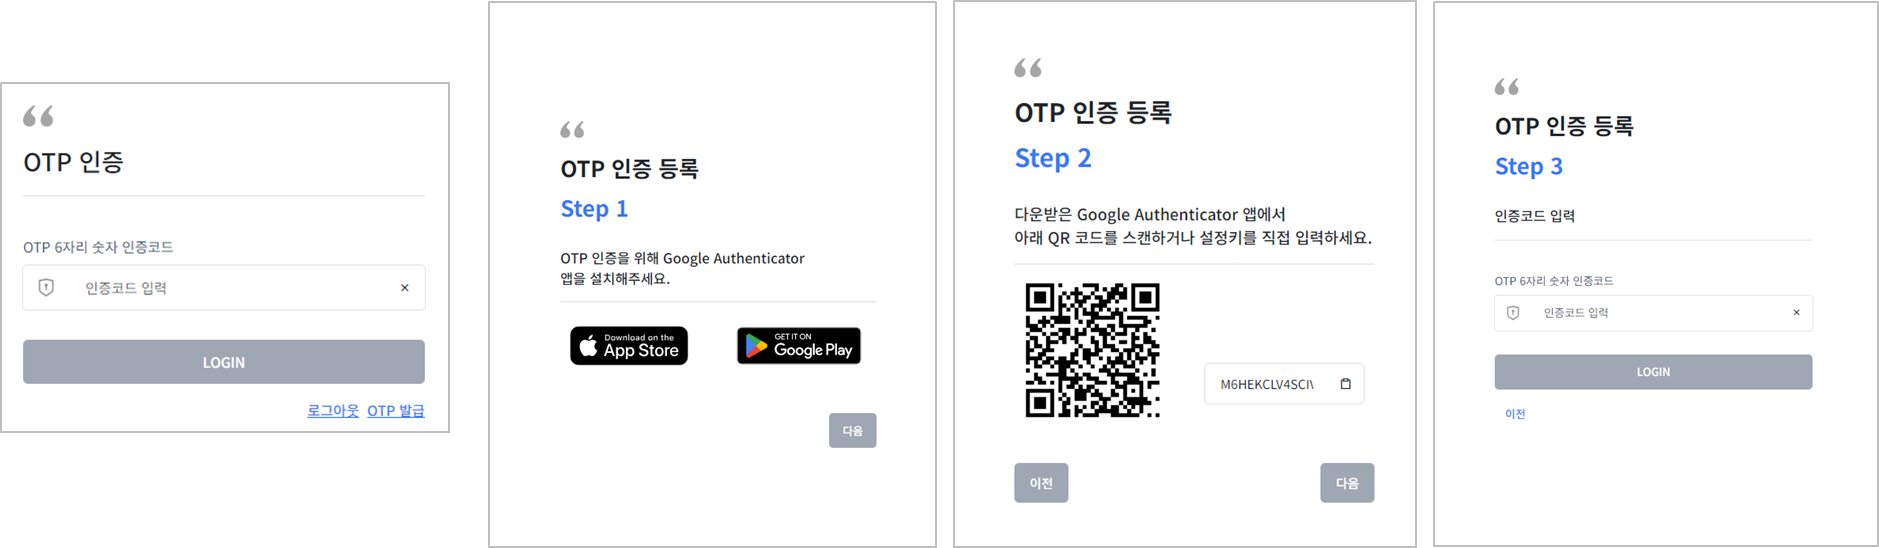 OTP 인증
OTP 6자리 숫자 인증코드
인증코드 입력
LOGIN
로그아웃 OTP 발급
OTP 인증 등록
Step 1
OTP 인증을 위해 Google Authenticator
앱을 설치해주세요.
Download on the
App Store
GET IT ON
Google Play
다음
OTP 인증 등록
Step 2
다운받은 Google Authenticator 앱에서
아래 QR 코드를 스캔하거나 설정키를 직접 입력하세요.
M6HEKCLV4SCI\
이전
다음
OTP 인증 등록
Step 3
인증코드 입력
OTP 6자리 숫자 인증코드
인증코드 입력
LOGIN
이전